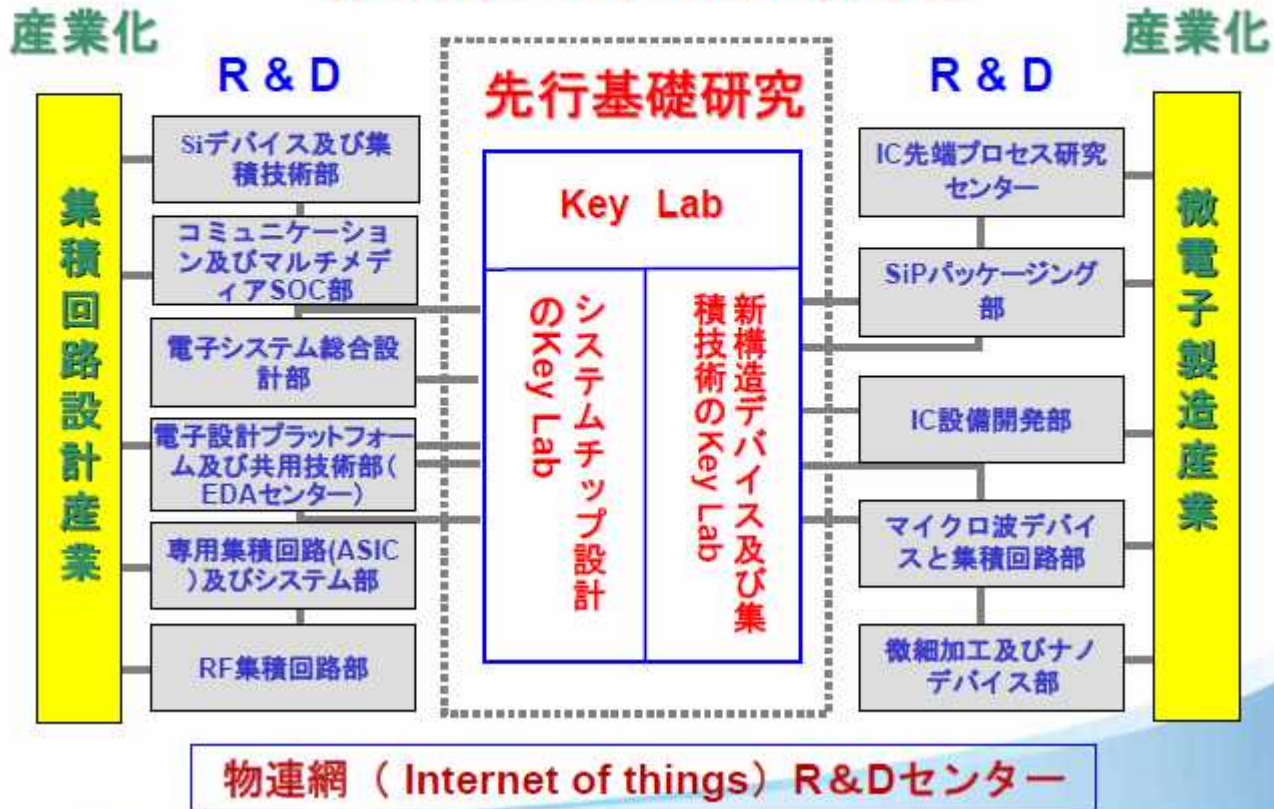 産業化
産業化
R & D
先行基礎研究
R & D
集積回路設計産業
Siデバイス及び集
積技術部
コミュニケーショ
ン及びマルチメデ
ィアSOC部
電子システム総合設
計部
電子設計プラットフォー
ム及び共用技術部(
EDAセンター)
専用集積回路(ASIC
)及びシステム部
RF集積回路部
Key Lab
システムチップ設計
のKey Lab
新構造デバイス及び集
積技術のKey Lab
IC先端プロセス研究
センター
SiPパッケージング
部
IC設備開発部
マイクロ波デバイ
スと集積回路部
微細加工及びナノ
デバイス部
微電子製造産業
物連網（ Internet of things）R&Dセンター